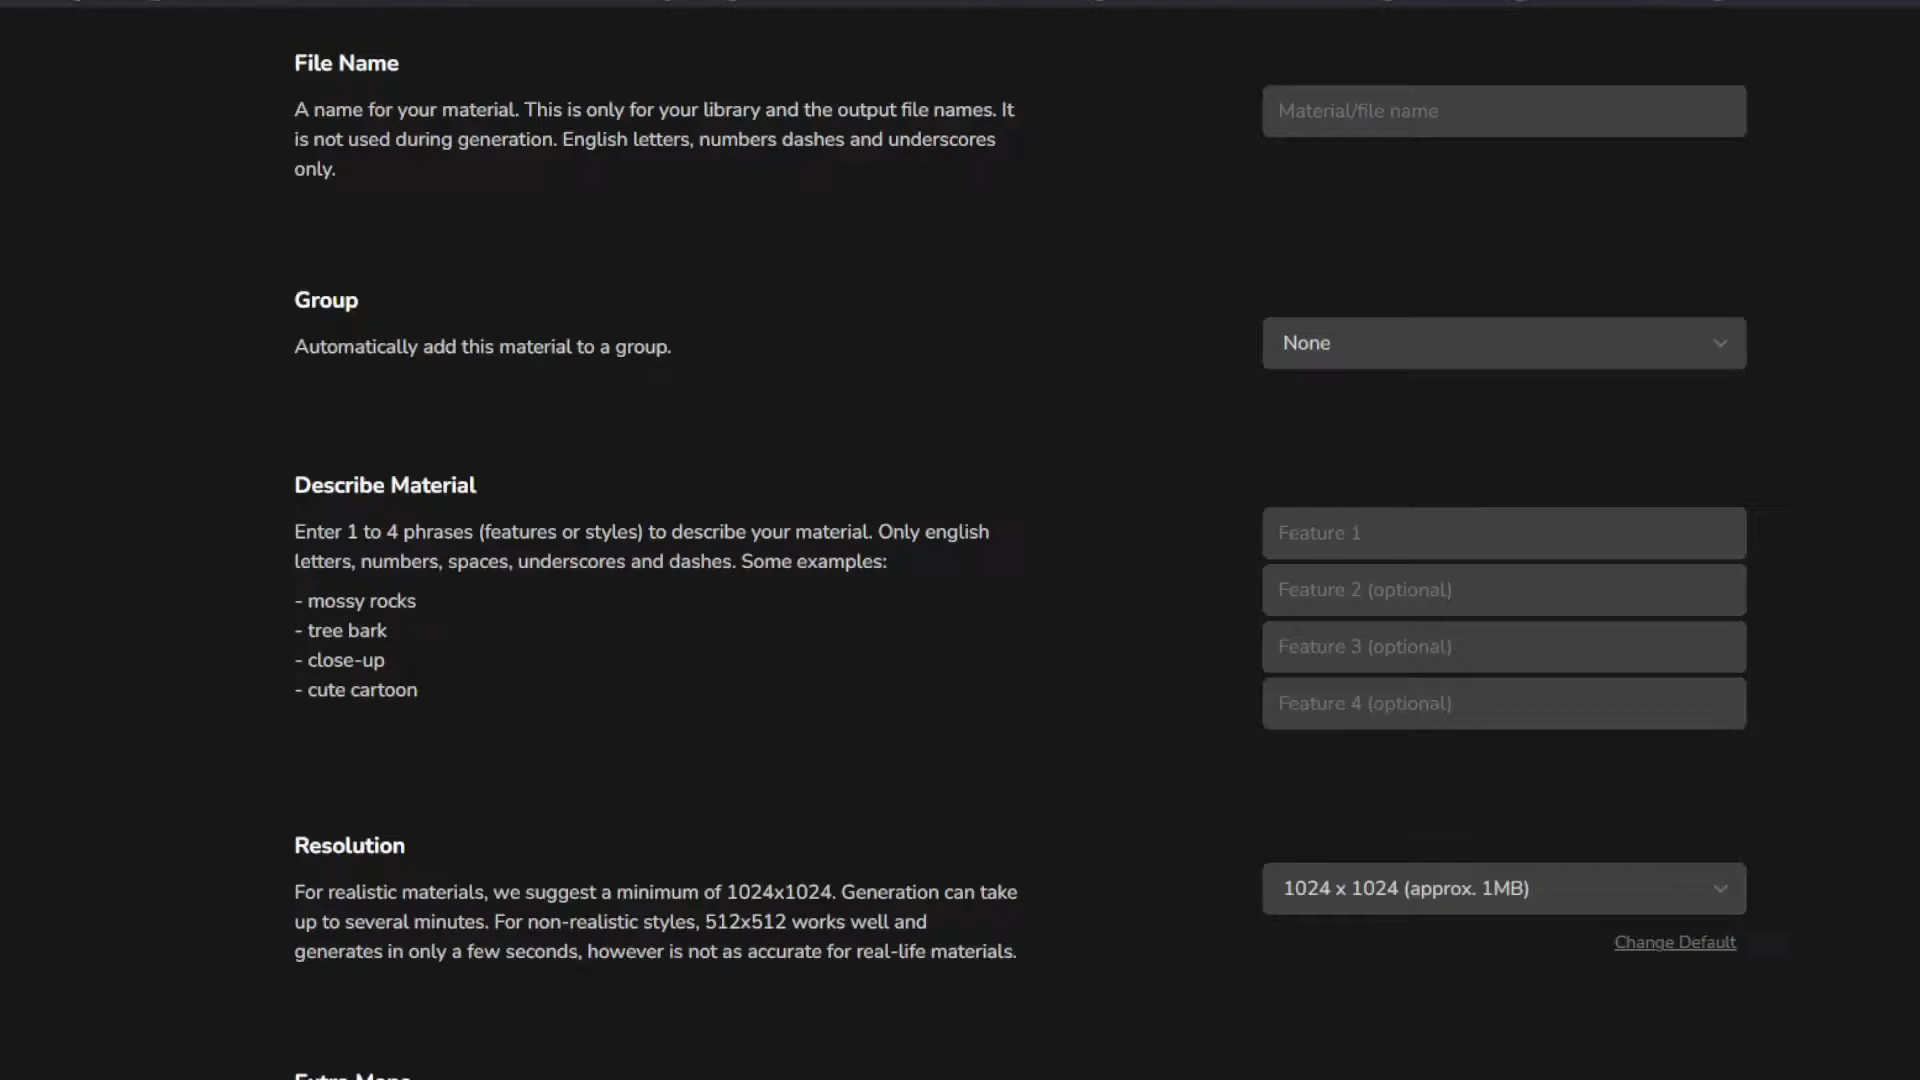 File Name
A name for your material. This is only for your library and the output file names. It
is not used during generation. English letters, numbers dashes and underscores
only.
Material/file name
Group
Automatically add this material to a group.
None
Describe Material
Enter 1 to 4 phrases (features or styles) to describe your material. Only english
letters, numbers, spaces, underscores and dashes. Some examples:
- mossy rocks
- tree bark
- close-up
- cute cartoon
Feature 1
Feature 2 (optional)
Feature 3 (optional)
Feature 4 (optional)
Resolution
For realistic materials, we suggest a minimum of 1024x1024. Generation can take
up to several minutes. For non-realistic styles, 512x512 works well and
generates in only a few seconds, however is not as accurate for real-life materials.
1024 x 1024 (approx. 1MB)
Change Default
Extra Maps